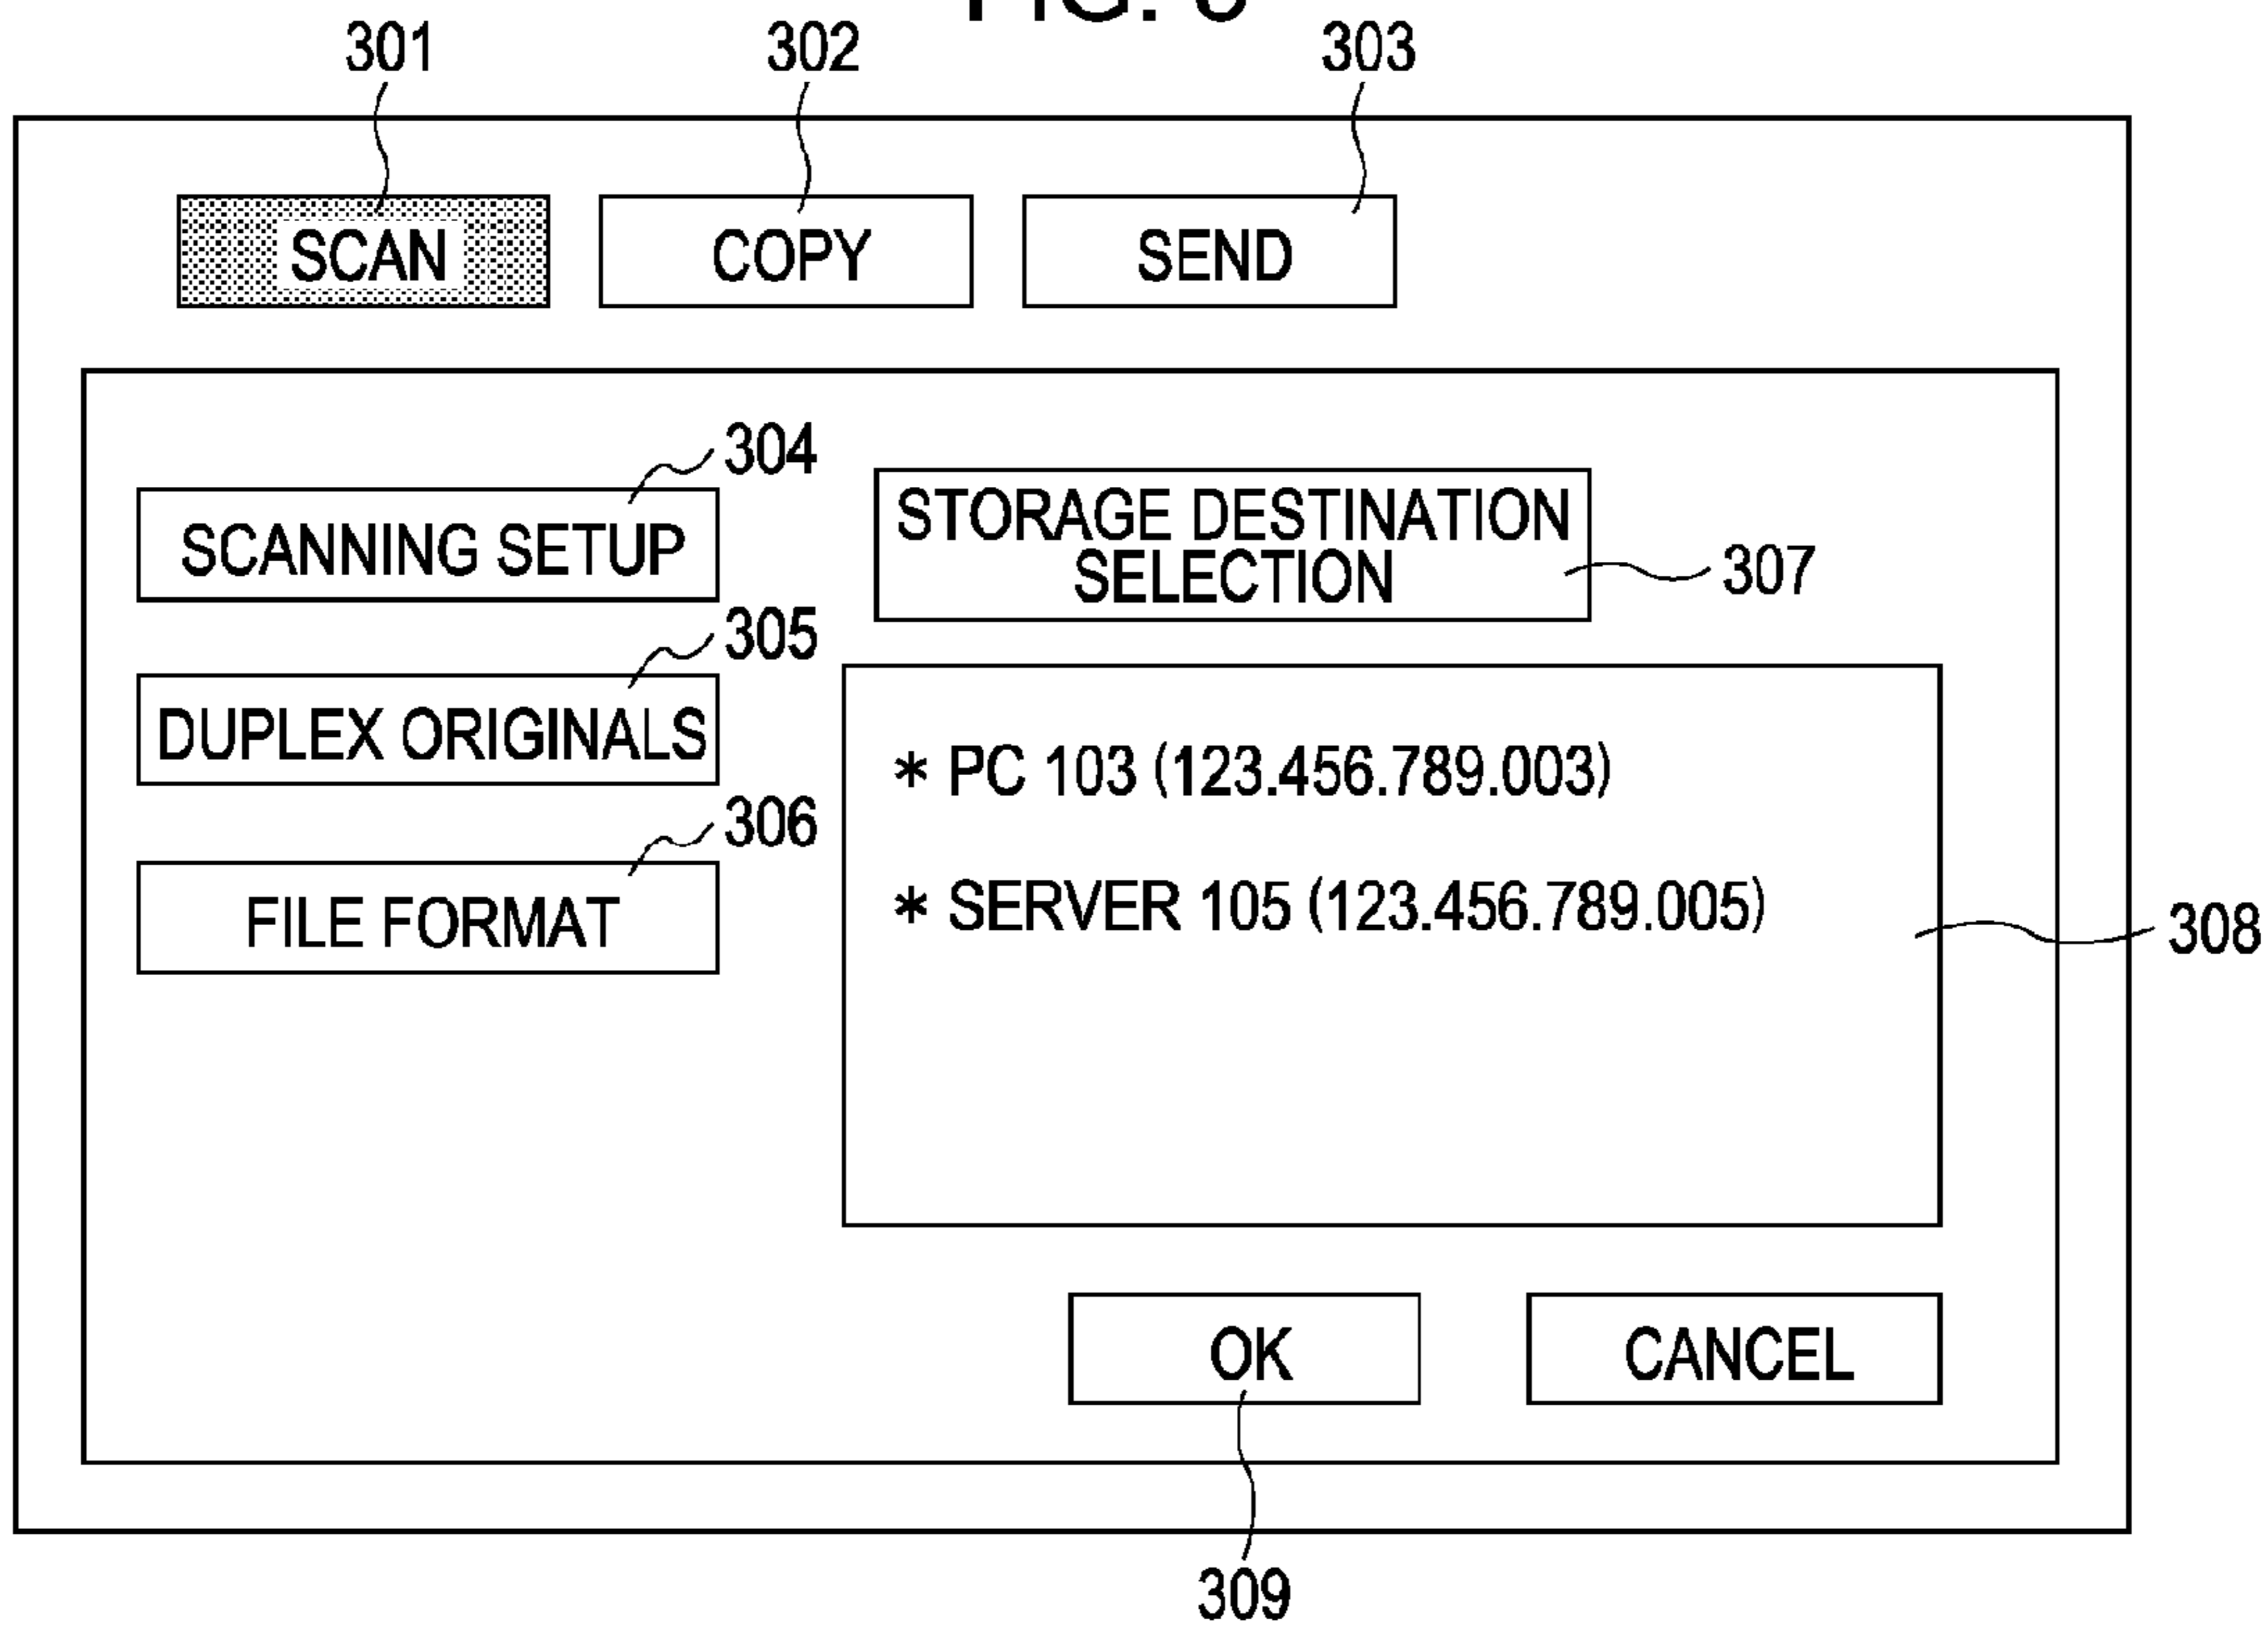 301 302 303
SCAN COPY SEND
304
SCANNING SETUP
STORAGE DESTINATION
SELECTION
307
305
DUPLEX ORIGINALS
* PC 103 (123.456.789.003)
306
FILE FORMAT
* SERVER 105 (123.456.789.005)
308
OK CANCEL
309